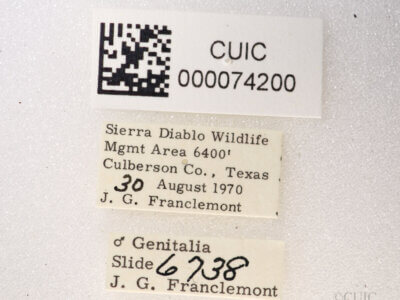 CUIC
000074200
Sierra Diablo Wildlife
Mgmt Area 6400'
Culberson Co., Texas
30 August 1970
J. G. Franclemont
♂ Genitalia
Slide 6738
J. G. Franclemont
©CUIC